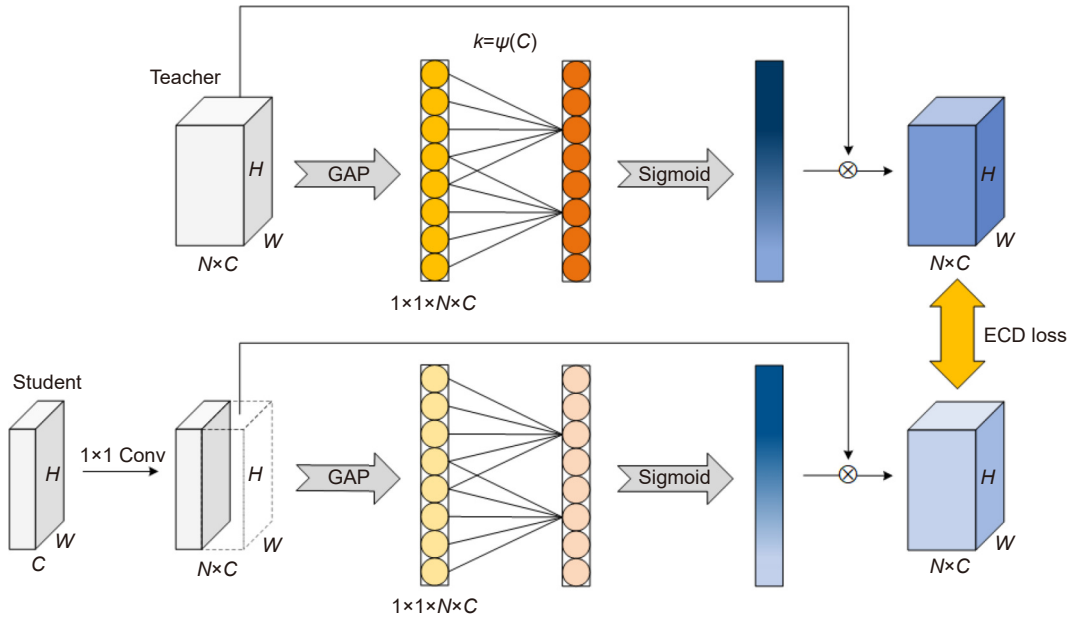 k=ψ(C)
Teacher
H
GAP
Sigmoid
H
W
W
N×C
1×1×N×C
N×C
ECD loss
Student
1×1 Conv
H
H
GAP
Sigmoid
H
W
W
W
C
N×C
1×1×N×C
N×C